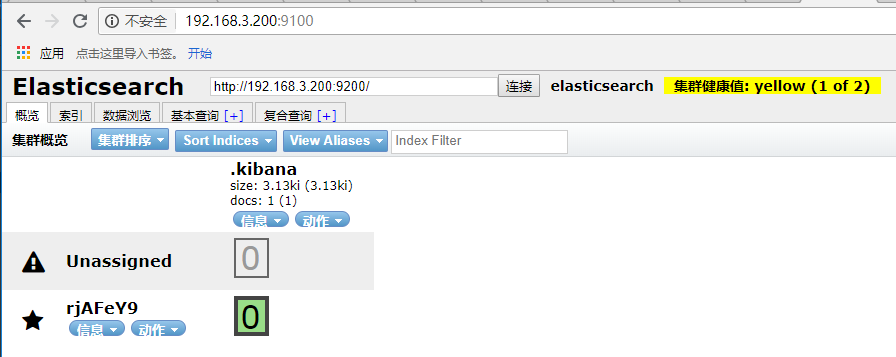 不安全 192.168.3.200:9100
应用 点击这里导入书签。 开始
Elasticsearch http://192.168.3.200:9200/ 连接 elasticsearch 集群健康值: yellow (1 of 2)
概览 索引 数据浏览 基本查询 [+] 复合查询 [+]
集群概览 集群排序 Sort Indices View Aliases Index Filter
.kibana
size: 3.13ki (3.13ki)
docs: 1 (1)
信息 动作
Unassigned 0
rjAFeY9 0
信息 动作